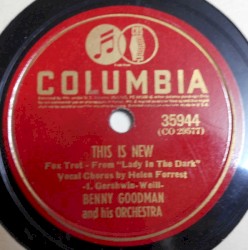 COLUMBIA
35944
(CO 29577)
THIS IS NEW
Fox Trot - From "Lady In The Dark"
Vocal Chorus by Helen Forrest
-I. Gershwin-Weill-
BENNY GOODMAN
and his ORCHESTRA